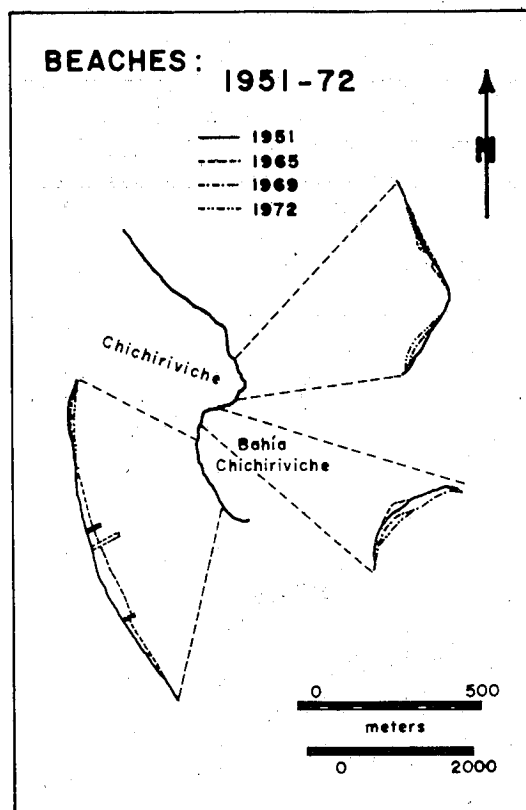 BEACHES:
1951-72
1951
1965
1969
1972
N
Chichiriviche
Bahía
Chichiriviche
0 500
meters
0 2000